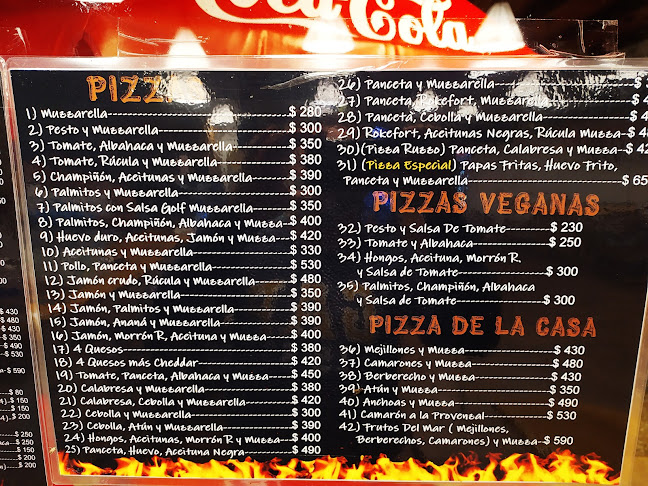 Coca-Cola
PIZZ
1) Muzzarella $ 280
2) Pesto y Muzzarella $ 300
3) Tomate, Albahaca y Muzzarella $ 350
4) Tomate, Rúcula y Muzzarella $ 380
5) Champiñón, Aceitunas y Muzzarella $ 390
6) Palmitos y Muzzarella $ 300
7) Palmitos con Salsa Golf Muzzarella $ 350
8) Palmitos, Champiñón, Albahaca y Muzza $ 400
9) Huevo duro, Aceitunas, Jamón y Muzza $ 420
10) Aceitunas y Muzzarella $ 330
11) Pollo, Panceta y Muzzarella $ 530
12) Jamón crudo, Rúcula y Muzzarella $ 480
13) Jamón y Muzzarella $ 350
14) Jamón, Palmitos y Muzzarella $ 390
15) Jamón, Ananá y Muzzarella $ 390
16) Jamón, Morrón R, Aceituna y Muzza $ 400
17) 4 Quesos $ 380
18) 4 Quesos más Cheddar $ 420
19) Tomate, Panceta, Albahaca y Muzza $ 450
20) Calabresa y Muzzarella $ 380
21) Calabresa, Cebolla y Muzzarella $ 420
22) Cebolla y Muzzarella $ 300
23) Cebolla, Atún y Muzzarella $ 390
24) Hongos, Aceitunas, Morrón R y Muzza $ 400
25) Panceta, Huevo, Aceituna Negra $ 490
26) Panceta y Muzzarella $
27) Panceta, Rokefort, Muzzarella $ 4
28) Panceta, Cebolla y Muzzarella $ 4
29) Rokefort, Aceitunas Negras, Rúcula Muzza $ 4
30) (Pizza Ruzzo) Panceta, Calabresa y Muzza $ 42
31) (Pizza Especial) Papas Fritas, Huevo Frito,
Panceta y Muzzarella $ 65
PIZZAS VEGANAS
32) Pesto y Salsa De Tomate $ 230
33) Tomate y Albahaca $ 250
34) Hongos, Aceituna, Morrón R
y Salsa de Tomate $ 300
35) Palmitos, Champiñón, Albahaca
y Salsa de Tomate $ 300
PIZZA DE LA CASA
36) Mejillones y Muzza $ 430
37) Camarones y Muzza $ 480
38) Berberecho y Muzza $ 430
39) Atún y Muzza $ 350
40) Anchoas y Muzza $ 490
41) Camarón a la Provenzal $ 530
42) Frutos Del Mar ( Mejillones,
Berberechos, Camarones) y Muzza $ 590